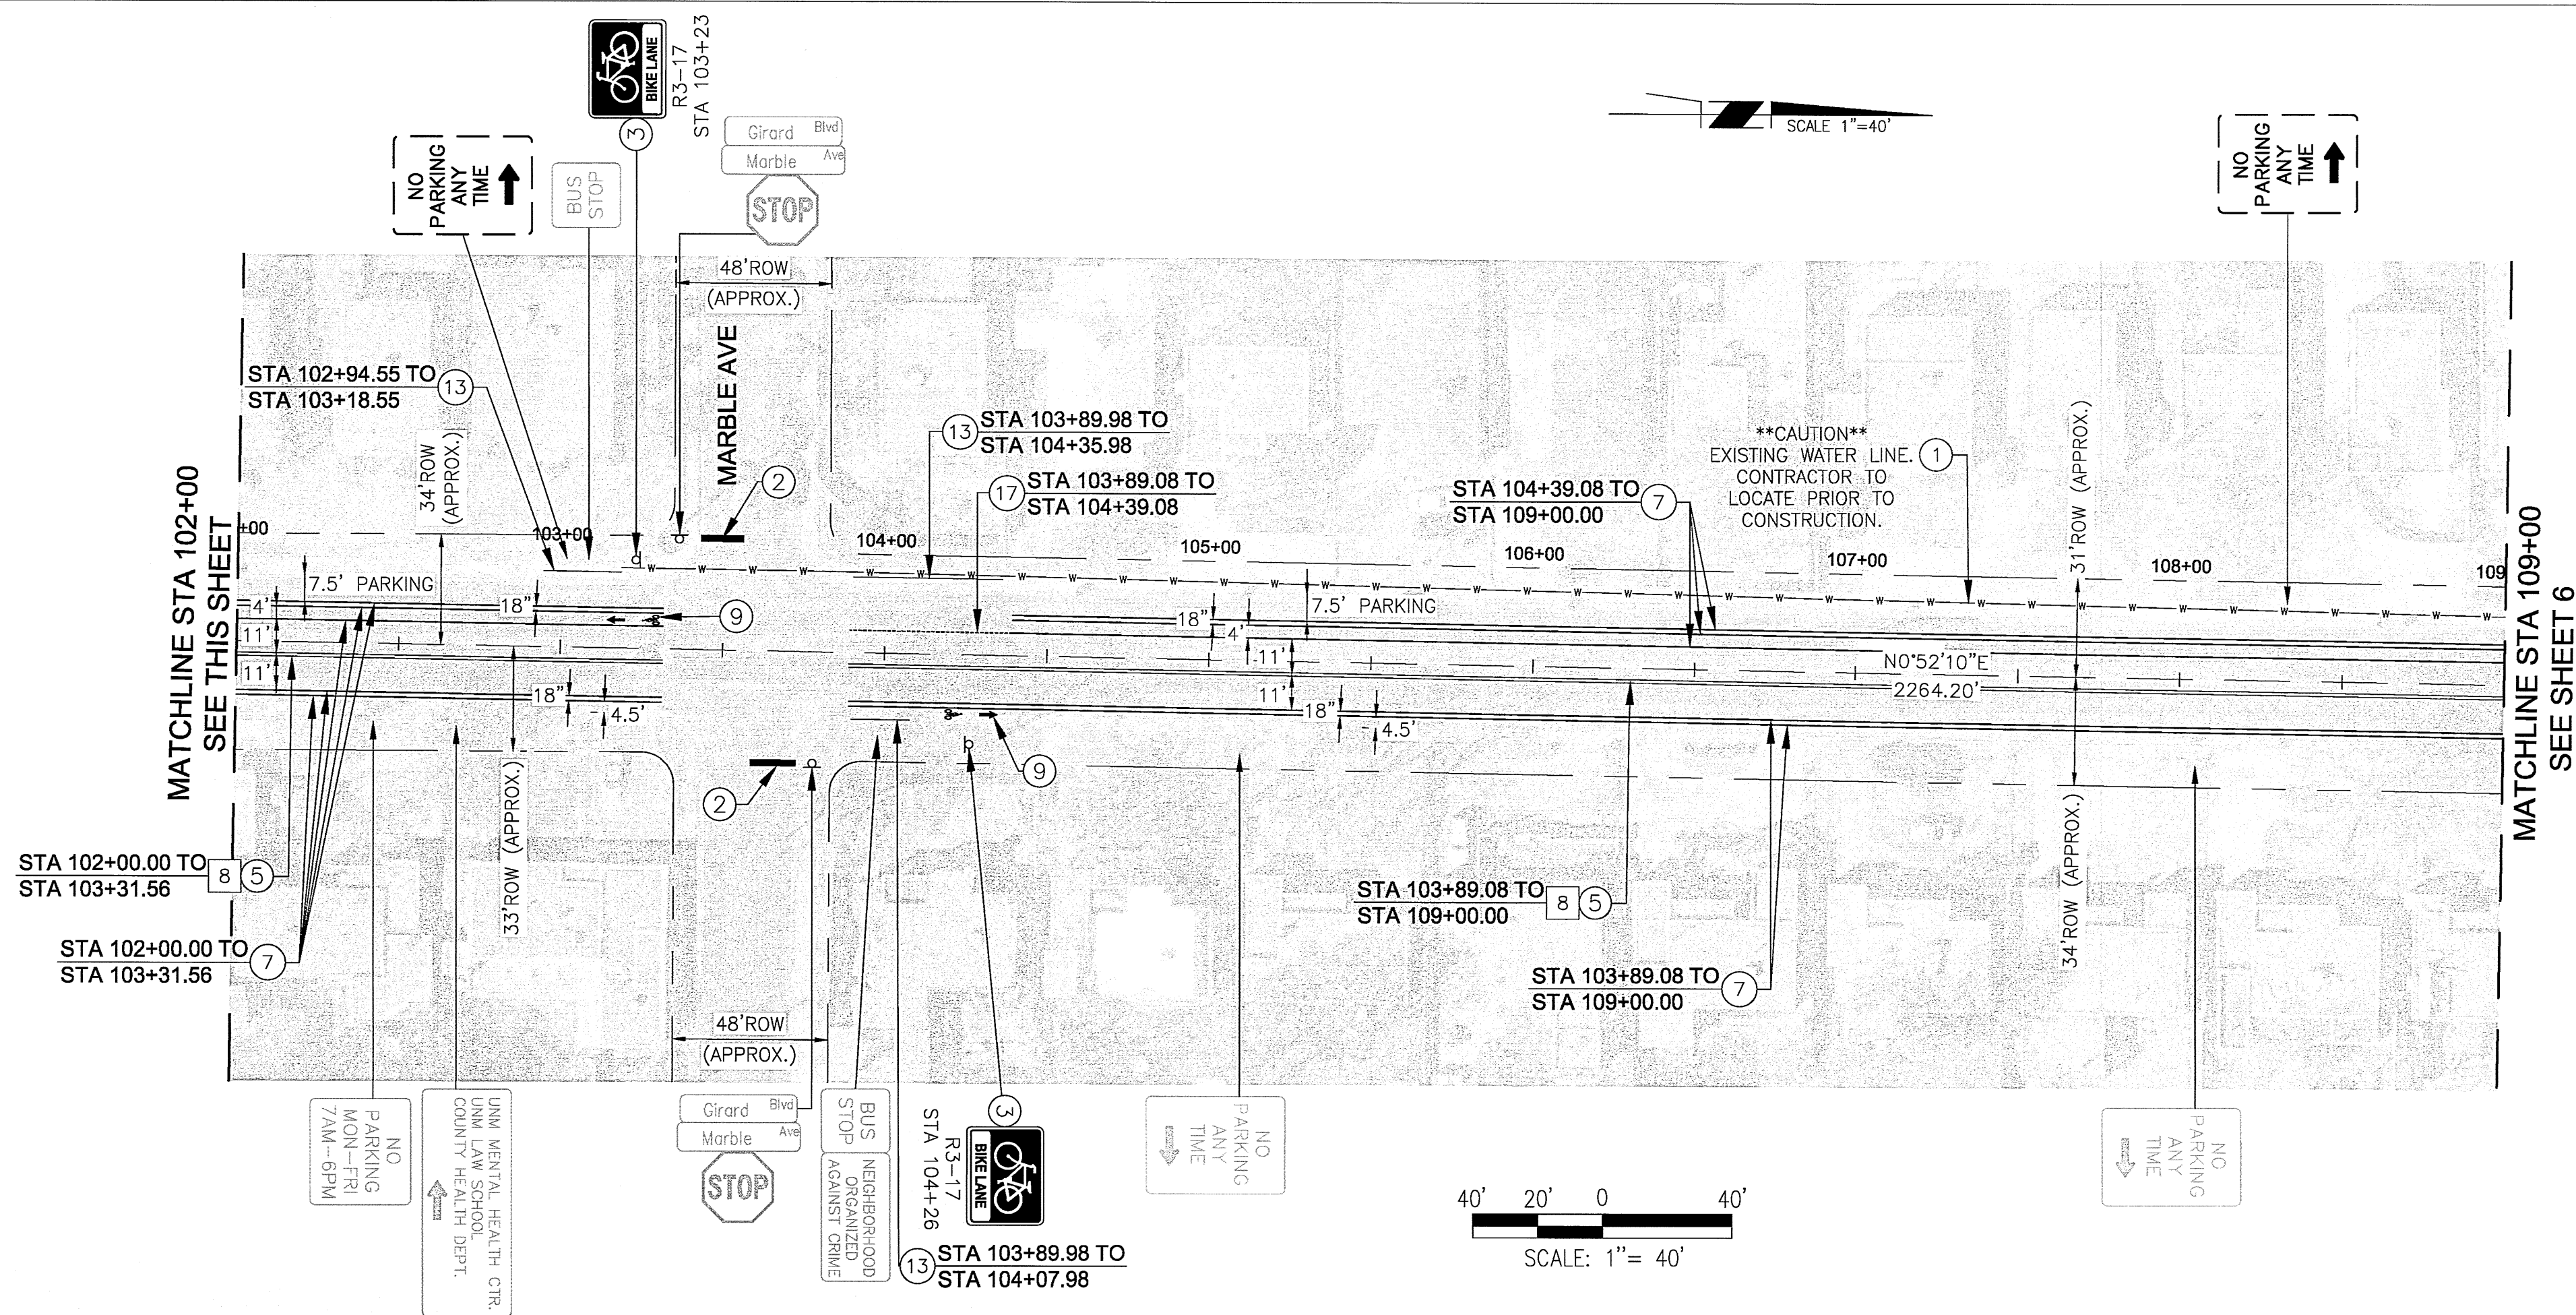 BIKE LANE
R3-17
STA 103+23
3
Girard Blvd
Marble Ave
STOP
NO
PARKING
ANY
TIME
BUS
STOP
SCALE 1"=40'
NO
PARKING
ANY
TIME
48'ROW
(APPROX.)
MARBLE AVE
STA 102+94.55 TO
STA 103+18.55
13
34'ROW
(APPROX.)
13
STA 103+89.98 TO
STA 104+35.98
17
STA 103+89.08 TO
STA 104+39.08
2
STA 104+39.08 TO
STA 109+00.00
7
**CAUTION**
EXISTING WATER LINE.
CONTRACTOR TO
LOCATE PRIOR TO
CONSTRUCTION.
1
31'ROW (APPROX.)
MATCHLINE STA 102+00
SEE THIS SHEET
MATCHLINE STA 109+00
SEE SHEET 6
+00
103+00
104+00
105+00
106+00
107+00
108+00
109
W W W W W W W W W W W W W W W W W W W W W W W W W W W W W W W W W W W W W W
7.5' PARKING
4'
18"
9
11'
11'
18"
4.5'
7.5' PARKING
18"
4'
11'
11'
18"
4.5'
N0°52'10"E
2264.20'
9
2
33'ROW (APPROX.)
34'ROW (APPROX.)
STA 102+00.00 TO
STA 103+31.56
8
5
STA 102+00.00 TO
STA 103+31.56
7
STA 103+89.08 TO
STA 109+00.00
8
5
STA 103+89.08 TO
STA 109+00.00
7
48'ROW
(APPROX.)
NO
PARKING
MON-FRI
7AM-6PM
UNM MENTAL HEALTH CTR.
UNM LAW SCHOOL
COUNTY HEALTH DEPT.
Girard Blvd
Marble Ave
STOP
BUS
STOP
NEIGHBORHOOD
ORGANIZED
AGAINST CRIME
3
BIKE LANE
R3-17
STA 104+26
13
STA 103+89.98 TO
STA 104+07.98
NO
PARKING
ANY
TIME
NO
PARKING
ANY
TIME
40' 20' 0 40'
SCALE: 1"= 40'